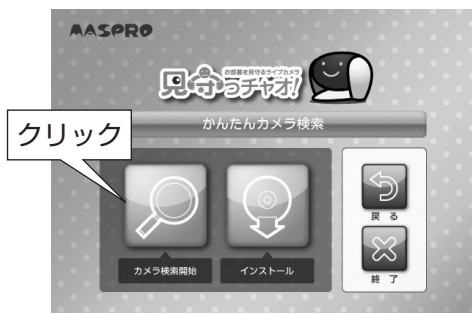 MASPRO
お部屋を見守るライブカメラ
見守っチャオ!
かんたんカメラ検索
クリック
カメラ検索開始
インストール
戻る
終了